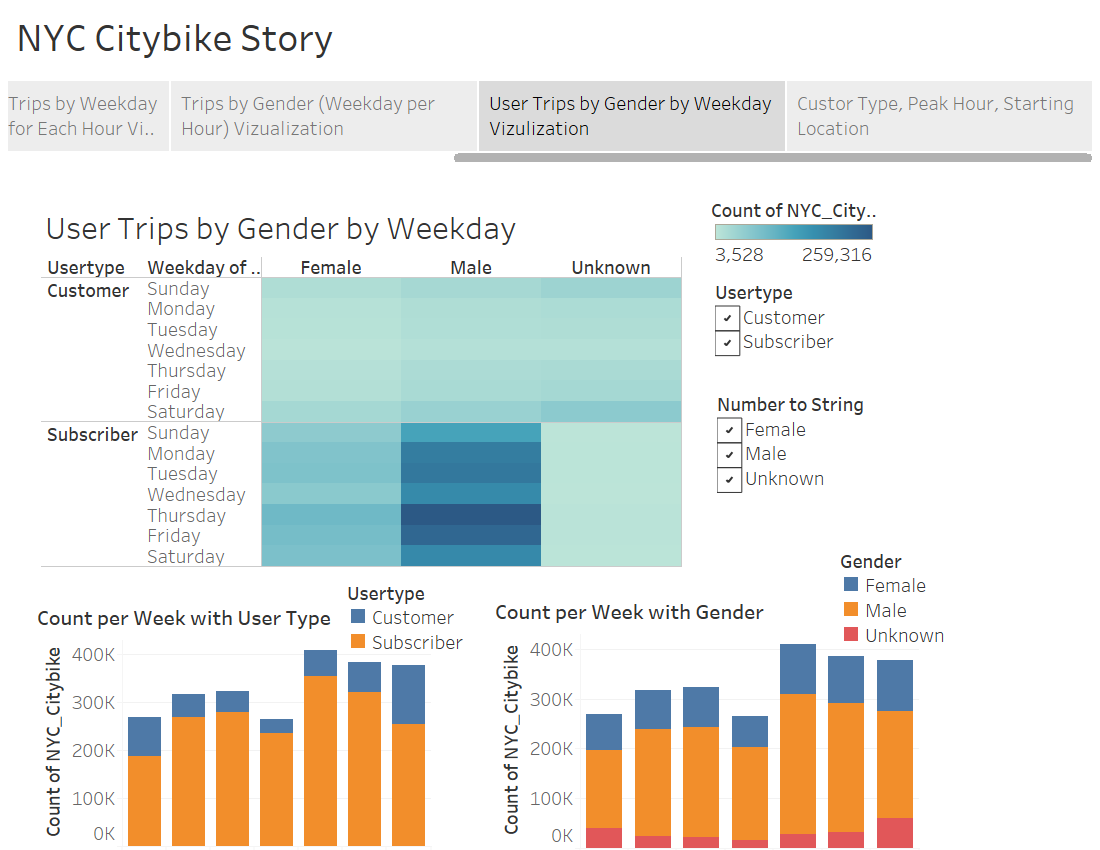 NYC Citybike Story
Trips by Weekday
for Each Hour Vi..
Trips by Gender (Weekday per
Hour) Vizualization
User Trips by Gender by Weekday
Vizulization
Custor Type, Peak Hour, Starting
Location
User Trips by Gender by Weekday
Usertype Weekday of .. Female Male Unknown
Customer Sunday
Monday
Tuesday
Wednesday
Thursday
Friday
Saturday
Subscriber Sunday
Monday
Tuesday
Wednesday
Thursday
Friday
Saturday
Count of NYC_City..
3,528 259,316
Usertype
Customer
Subscriber
Number to String
Female
Male
Unknown
Count per Week with User Type
Usertype
Customer
Subscriber
Count of NYC_Citybike
400K
300K
200K
100K
0K
Count per Week with Gender
Gender
Female
Male
Unknown
Count of NYC_Citybike
400K
300K
200K
100K
0K